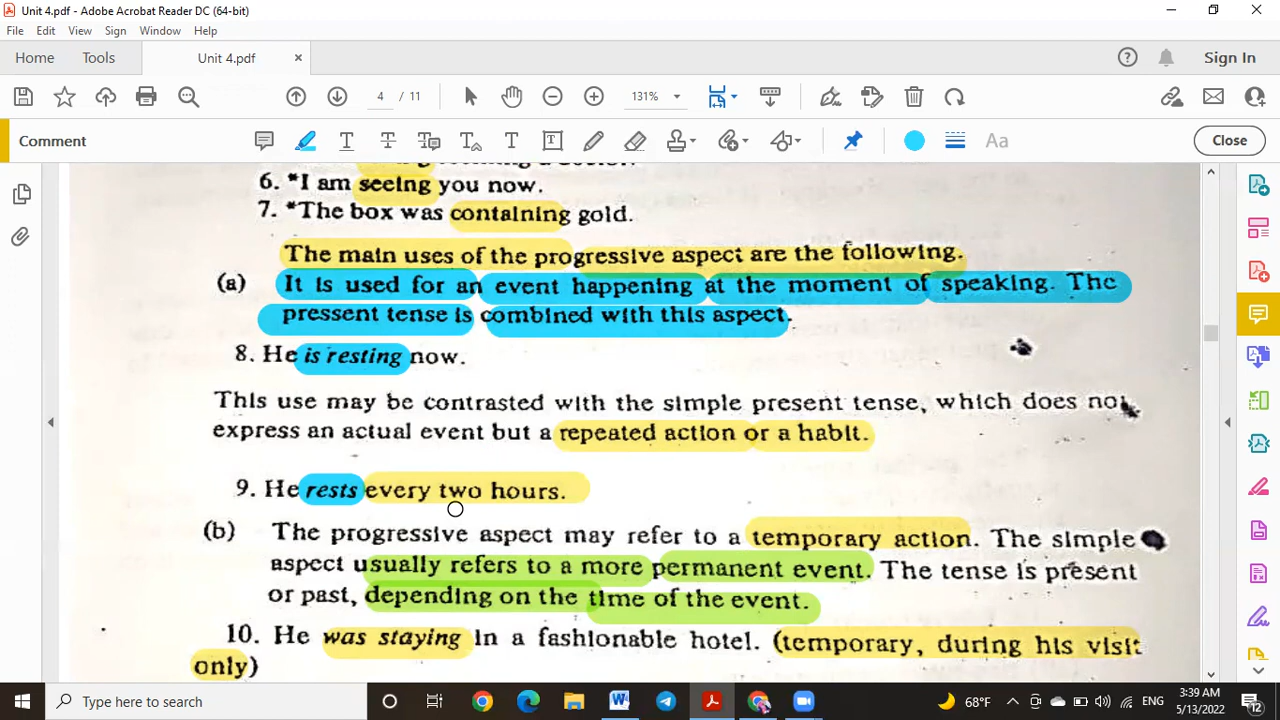 Unit 4.pdf - Adobe Acrobat Reader DC (64-bit)
File Edit View Sign Window Help
Home Tools Unit 4.pdf × Sign In
4 / 11 131%
Comment Close
6. *I am seeing you now.
7. *The box was containing gold.
The main uses of the progressive aspect are the following.
(a) It is used for an event happening at the moment of speaking. The
pressent tense is combined with this aspect.
8. He is resting now.
This use may be contrasted with the simple present tense, which does not
express an actual event but a repeated action or a habit.
9. He rests every two hours.
(b) The progressive aspect may refer to a temporary action. The simple
aspect usually refers to a more permanent event. The tense is present
or past, depending on the time of the event.
10. He was staying in a fashionable hotel. (temporary, during his visit
only)
Type here to search 68°F ENG 3:39 AM
5/13/2022 12